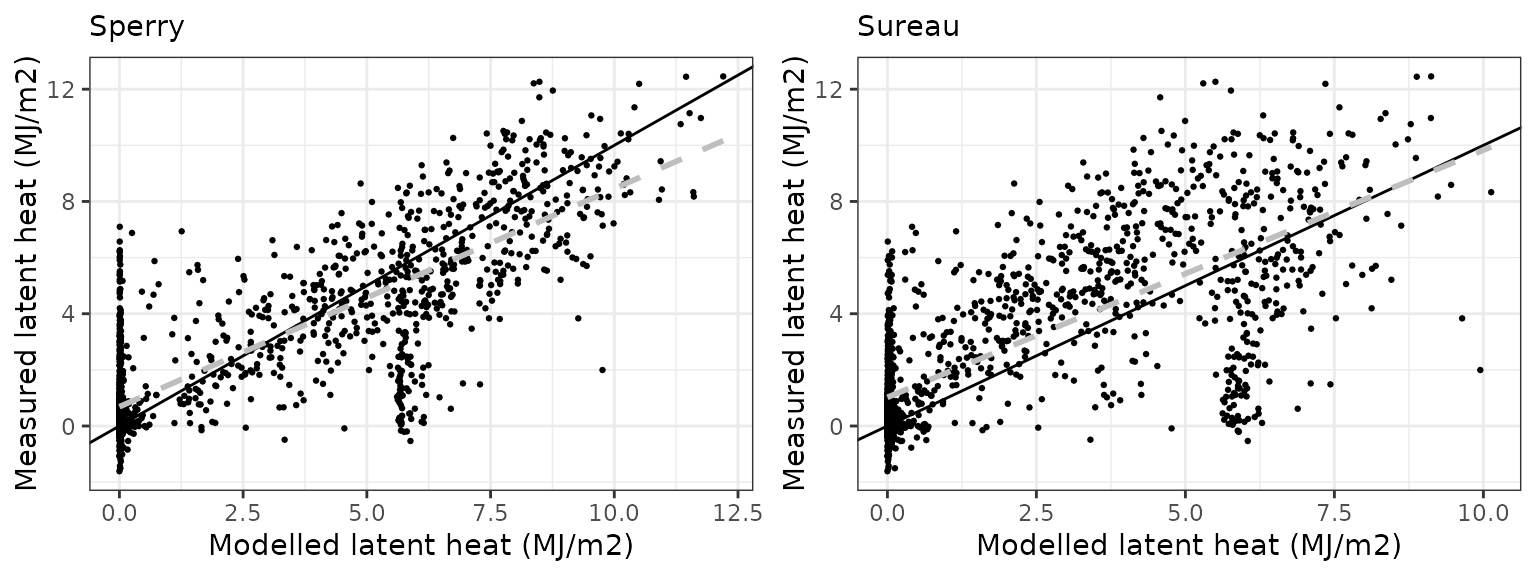 Sperry
Measured latent heat (MJ/m2)
12
8
4
0
0.0 2.5 5.0 7.5 10.0 12.5
Modelled latent heat (MJ/m2)
Sureau
Measured latent heat (MJ/m2)
12
8
4
0
0.0 2.5 5.0 7.5 10.0
Modelled latent heat (MJ/m2)